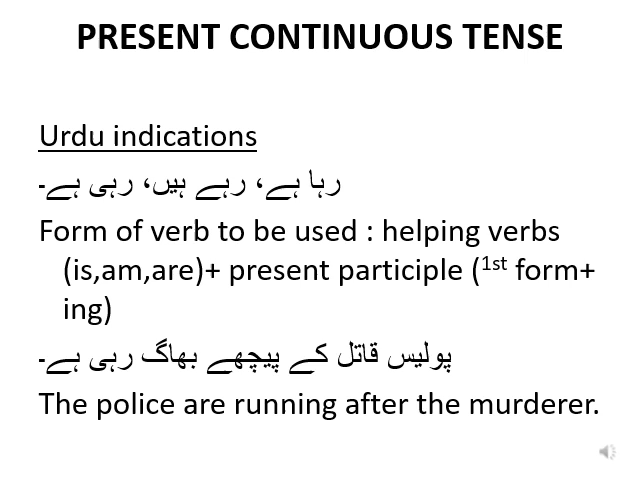 PRESENT CONTINUOUS TENSE
Urdu indications
رہا ہے، رہے ہیں، رہی ہے۔
Form of verb to be used : helping verbs
(is,am,are)+ present participle (1st form+
ing)
پولیس قاتل کے پیچھے بھاگ رہی ہے۔
The police are running after the murderer.